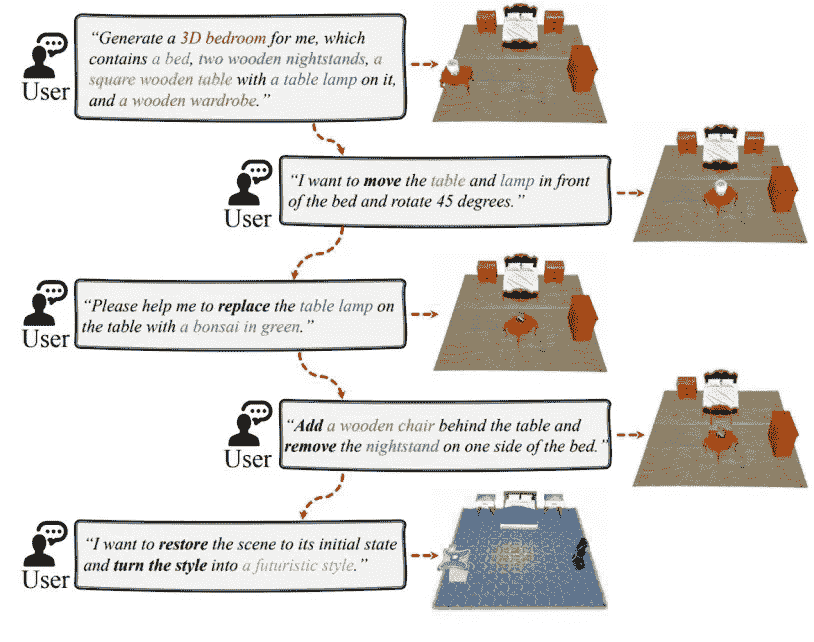 “Generate a 3D bedroom for me, which
contains a bed, two wooden nightstands, a
square wooden table with a table lamp on it,
and a wooden wardrobe.”
User
“I want to move the table and lamp in front
of the bed and rotate 45 degrees.”
User
“Please help me to replace the table lamp on
the table with a bonsai in green.”
User
“Add a wooden chair behind the table and
remove the nightstand on one side of the bed.”
User
“I want to restore the scene to its initial state
and turn the style into a futuristic style.”
User